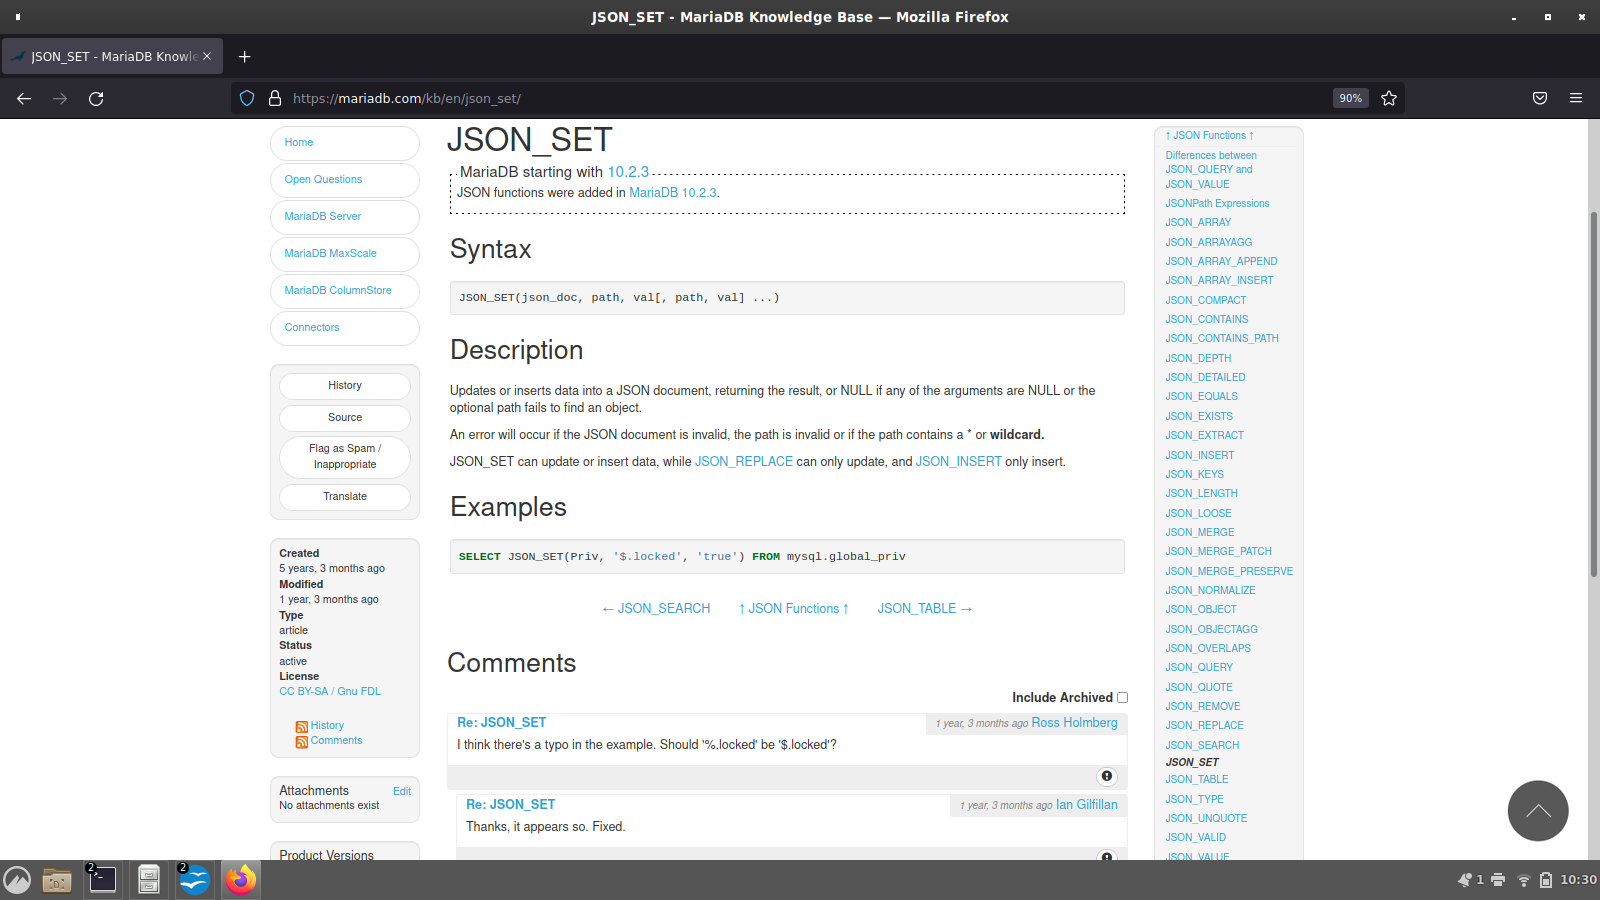 JSON_SET - MariaDB Knowledge Base — Mozilla Firefox
JSON_SET - MariaDB Knowle
https://mariadb.com/kb/en/json_set/
90%
Home
Open Questions
MariaDB Server
MariaDB MaxScale
MariaDB ColumnStore
Connectors
History
Source
Flag as Spam /
Inappropriate
Translate
Created
5 years, 3 months ago
Modified
1 year, 3 months ago
Type
article
Status
active
License
CC BY-SA / Gnu FDL
History
Comments
Attachments
Edit
No attachments exist
Product Versions
JSON_SET
MariaDB starting with 10.2.3
JSON functions were added in MariaDB 10.2.3.
Syntax
JSON_SET(json_doc, path, val[, path, val] ...)
Description
Updates or inserts data into a JSON document, returning the result, or NULL if any of the arguments are NULL or the
optional path fails to find an object.
An error will occur if the JSON document is invalid, the path is invalid or if the path contains a * or wildcard.
JSON_SET can update or insert data, while JSON_REPLACE can only update, and JSON_INSERT only insert.
Examples
SELECT JSON_SET(Priv, '$.locked', 'true') FROM mysql.global_priv
← JSON_SEARCH ↑ JSON Functions ↑ JSON_TABLE →
Comments
Include Archived
Re: JSON_SET
1 year, 3 months ago Ross Holmberg
I think there's a typo in the example. Should '%.locked' be '$.locked'?
Re: JSON_SET
1 year, 3 months ago Ian Gilfillan
Thanks, it appears so. Fixed.
↑ JSON Functions ↑
Differences between
JSON_QUERY and
JSON_VALUE
JSONPath Expressions
JSON_ARRAY
JSON_ARRAYAGG
JSON_ARRAY_APPEND
JSON_ARRAY_INSERT
JSON_COMPACT
JSON_CONTAINS
JSON_CONTAINS_PATH
JSON_DEPTH
JSON_DETAILED
JSON_EQUALS
JSON_EXISTS
JSON_EXTRACT
JSON_INSERT
JSON_KEYS
JSON_LENGTH
JSON_LOOSE
JSON_MERGE
JSON_MERGE_PATCH
JSON_MERGE_PRESERVE
JSON_NORMALIZE
JSON_OBJECT
JSON_OBJECTAGG
JSON_OVERLAPS
JSON_QUERY
JSON_QUOTE
JSON_REMOVE
JSON_REPLACE
JSON_SEARCH
JSON_SET
JSON_TABLE
JSON_TYPE
JSON_UNQUOTE
JSON_VALID
JSON_VALUE
2
2
1
10:30